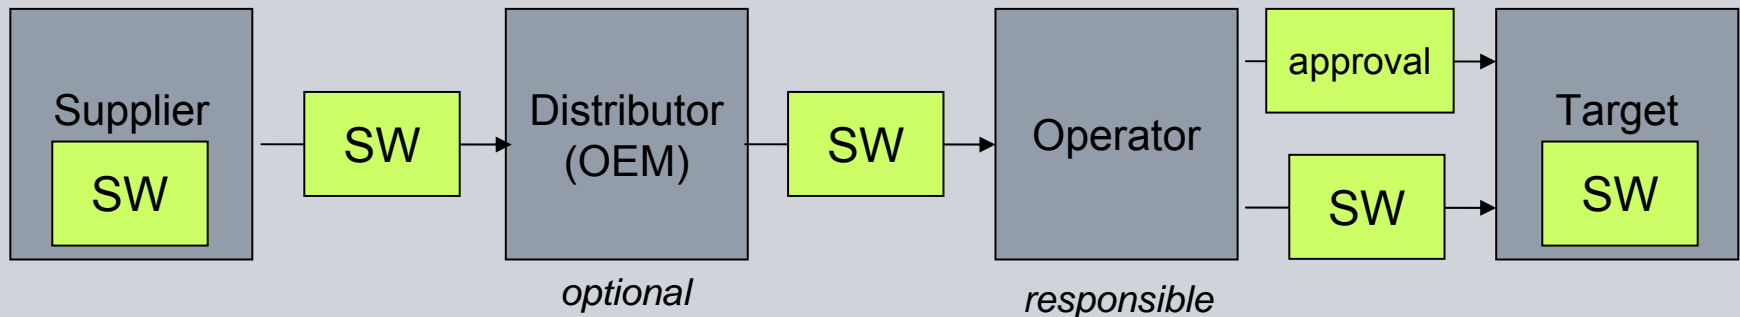 Supplier
SW
SW
Distributor
(OEM)
optional
SW
Operator
responsible
approval
SW
Target
SW